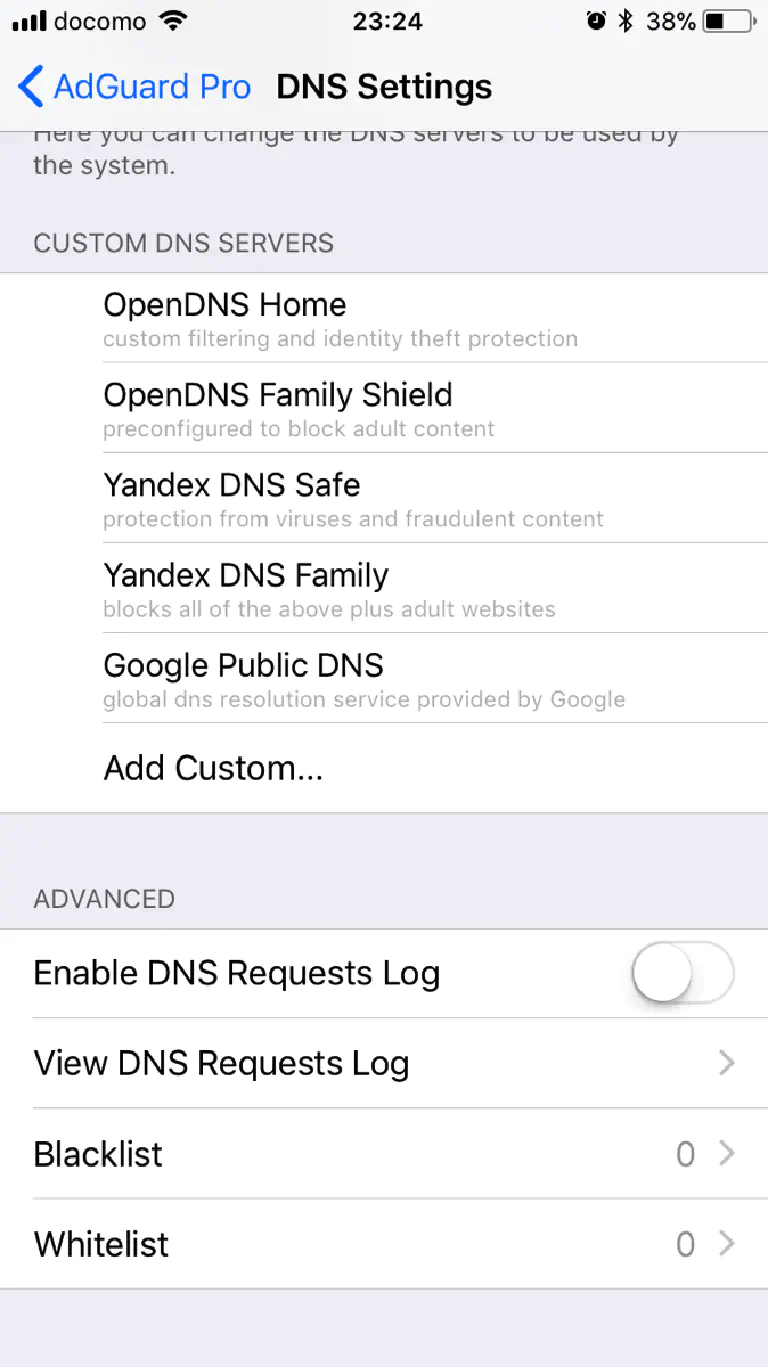 docomo 23:24 38%
AdGuard Pro DNS Settings
Here you can change the DNS servers to be used by
the system.
CUSTOM DNS SERVERS
OpenDNS Home
custom filtering and identity theft protection
OpenDNS Family Shield
preconfigured to block adult content
Yandex DNS Safe
protection from viruses and fraudulent content
Yandex DNS Family
blocks all of the above plus adult websites
Google Public DNS
global dns resolution service provided by Google
Add Custom...
ADVANCED
Enable DNS Requests Log
View DNS Requests Log
Blacklist 0
Whitelist 0